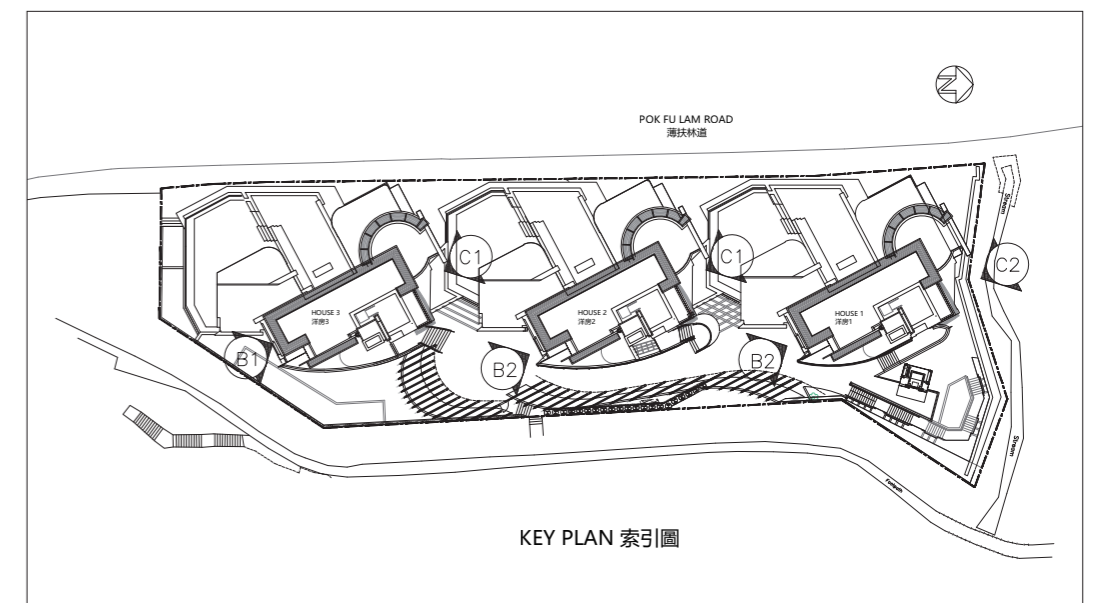 N
POK FU LAM ROAD
薄扶林道
Stream
C1
C1
C2
HOUSE 3
洋房3
HOUSE 2
洋房2
HOUSE 1
洋房1
B1
B2
B2
Stream
Footpath
KEY PLAN 索引圖